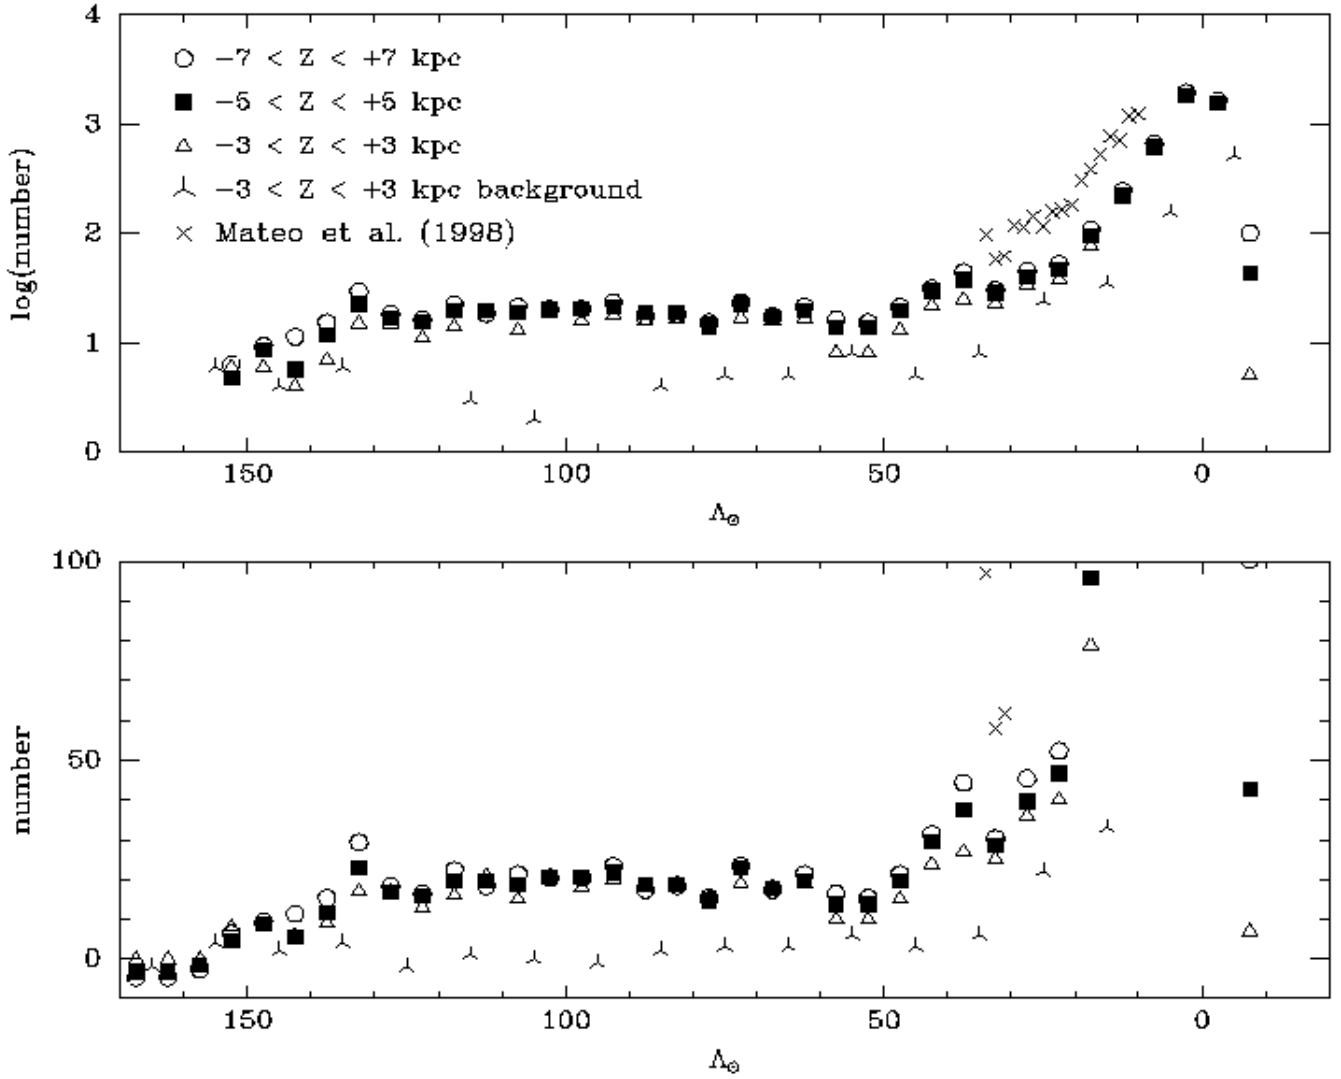 4
3
2
1
0
log(number)
−7 < Z < +7 kpc
−5 < Z < +5 kpc
−3 < Z < +3 kpc
−3 < Z < +3 kpc background
Mateo et al. (1998)
150 100 50 0
Λ⊙
100
50
0
number
150 100 50 0
Λ⊙